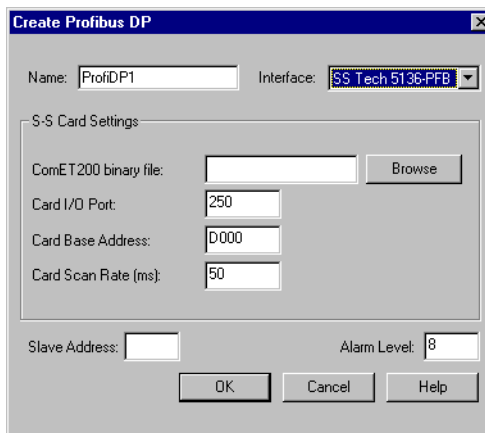 Create Profibus DP
Name: ProfiDP1 Interface: SS Tech 5136-PFB
S-S Card Settings
ComET200 binary file: Browse
Card I/O Port: 250
Card Base Address: D000
Card Scan Rate (ms): 50
Slave Address: Alarm Level: 8
OK Cancel Help